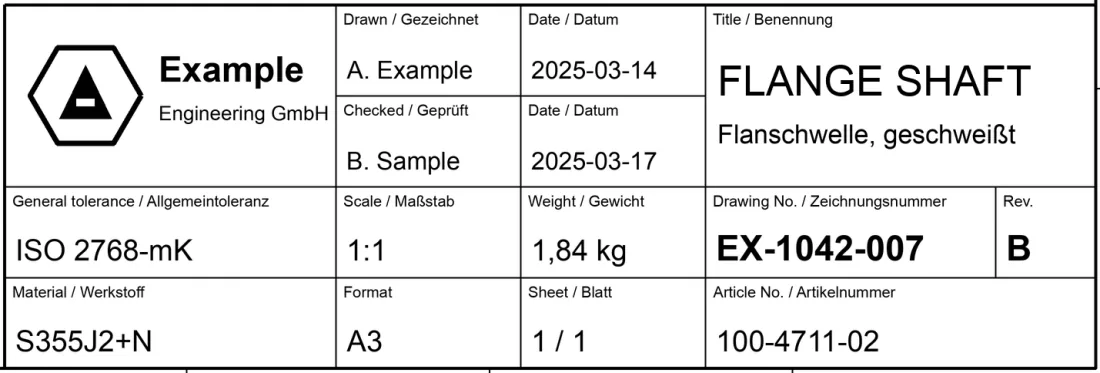 Example
Engineering GmbH
Drawn / Gezeichnet
A. Example
Date / Datum
2025-03-14
Checked / Geprüft
B. Sample
Date / Datum
2025-03-17
Title / Benennung
FLANGE SHAFT
Flanschwelle, geschweißt
General tolerance / Allgemeintoleranz
ISO 2768-mK
Scale / Maßstab
1:1
Weight / Gewicht
1,84 kg
Drawing No. / Zeichnungsnummer
EX-1042-007
Rev.
B
Material / Werkstoff
S355J2+N
Format
A3
Sheet / Blatt
1 / 1
Article No. / Artikelnummer
100-4711-02